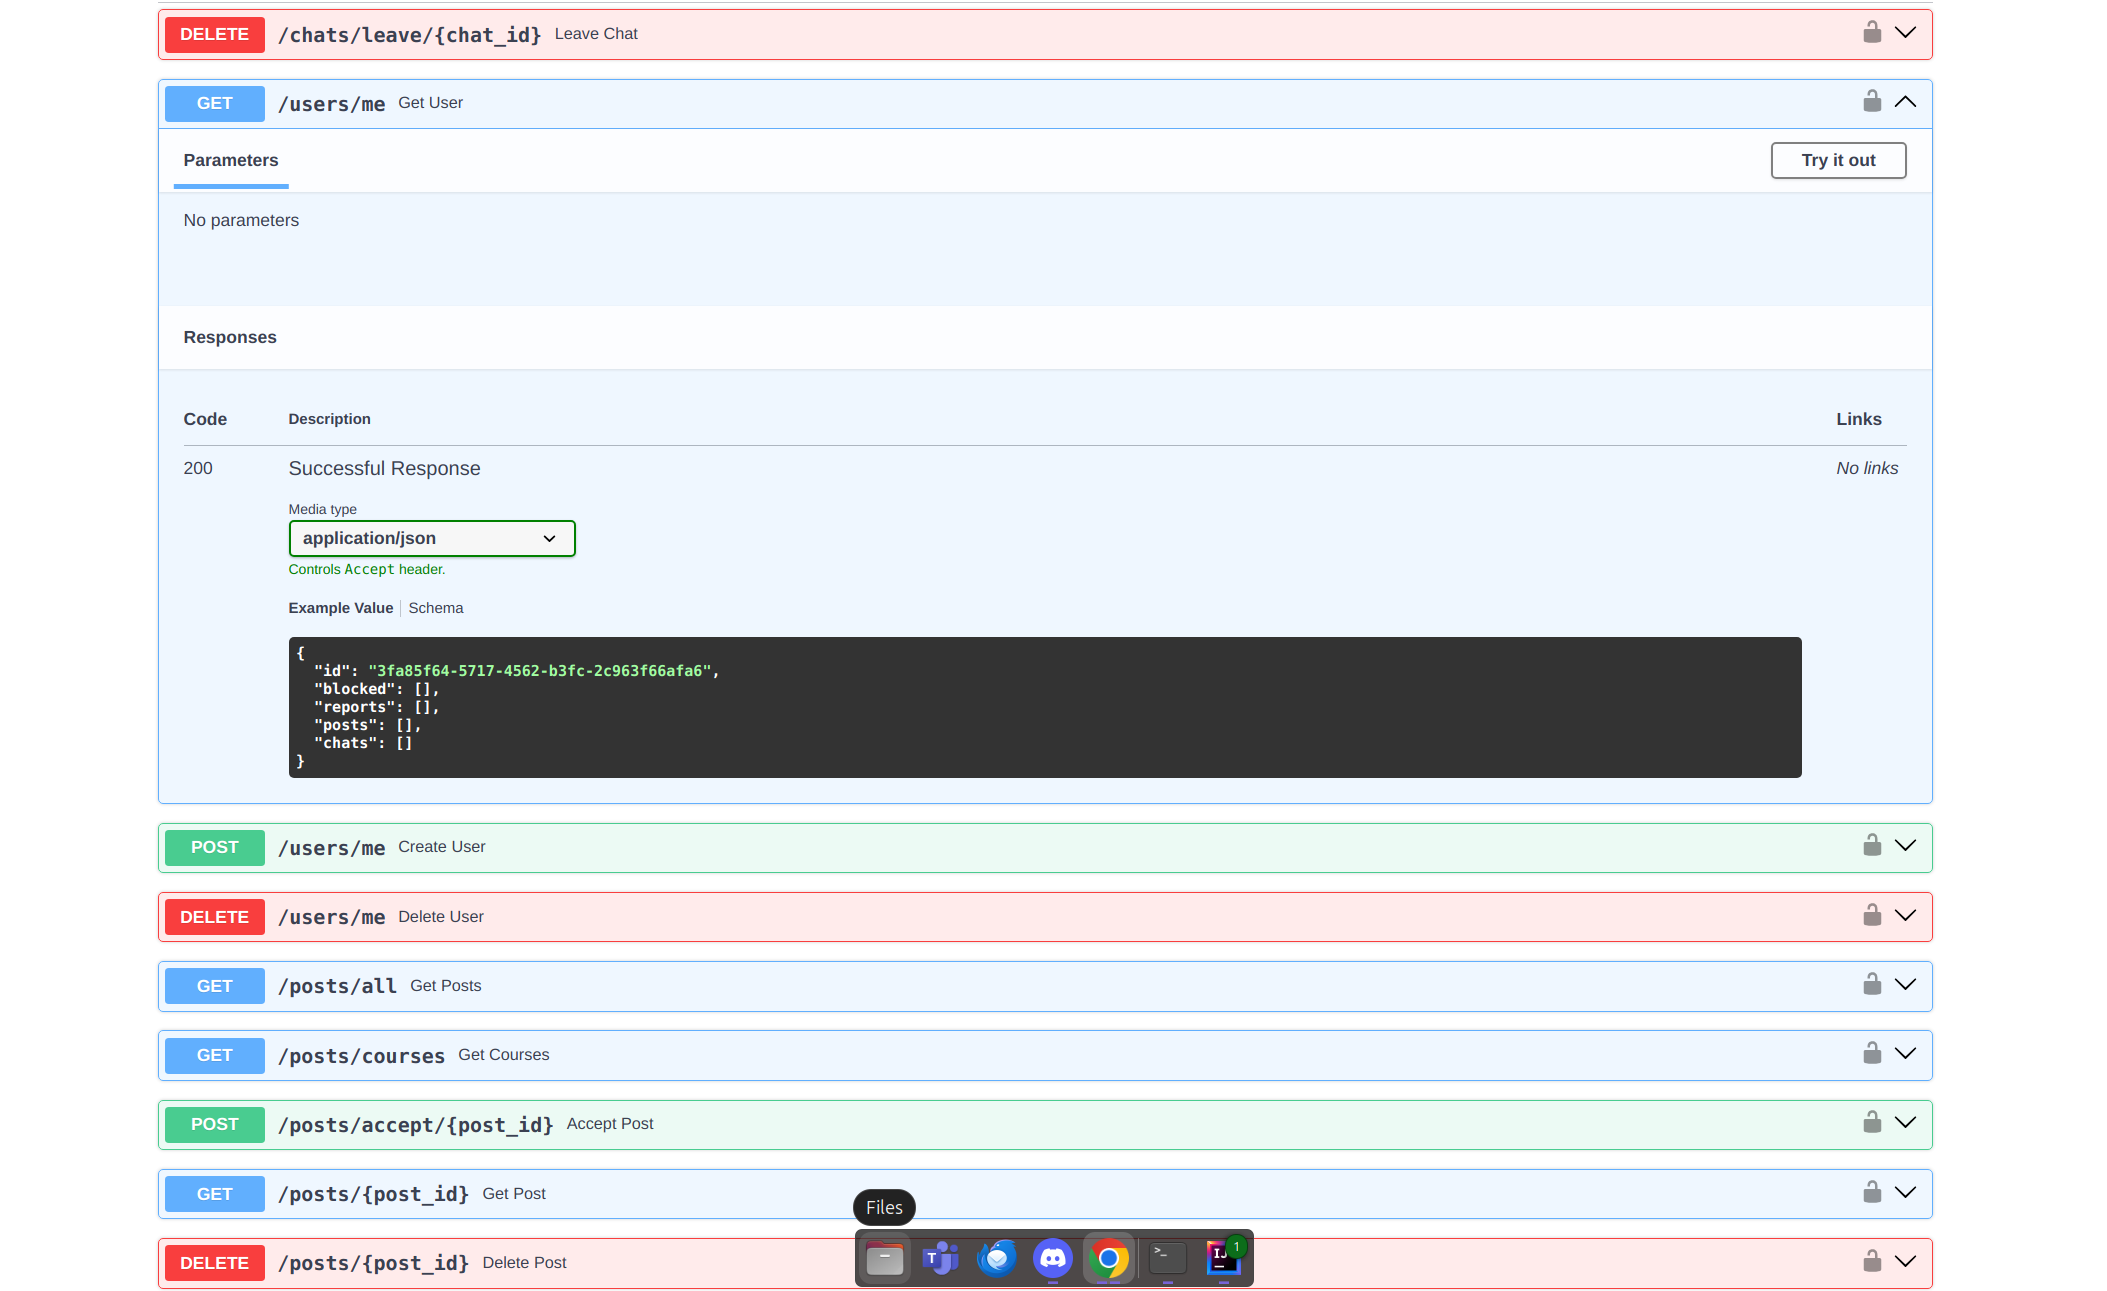 DELETE /chats/leave/{chat_id} Leave Chat
GET /users/me Get User
Parameters Try it out
No parameters
Responses
Code Description Links
200 Successful Response No links
Media type
application/json
Controls Accept header.
Example Value Schema
{
"id": "3fa85f64-5717-4562-b3fc-2c963f66afa6",
"blocked": [],
"reports": [],
"posts": [],
"chats": []
}
POST /users/me Create User
DELETE /users/me Delete User
GET /posts/all Get Posts
GET /posts/courses Get Courses
POST /posts/accept/{post_id} Accept Post
GET /posts/{post_id} Get Post
Files
DELETE /posts/{post_id} Delete Post
T >_ IJ 1